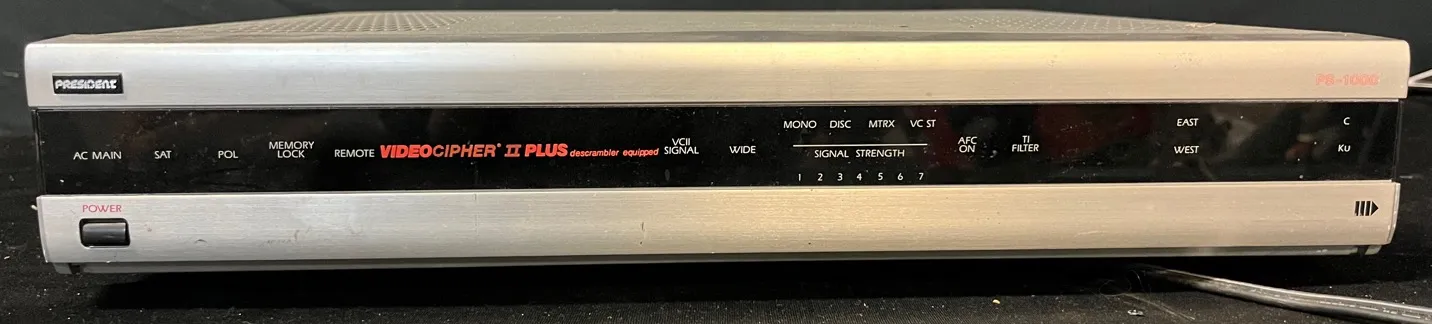 PRESIDENT
PS-1000
MONO DISC MTRX VC ST
EAST
C
AC MAIN
SAT
POL
MEMORY
LOCK
REMOTE
VIDEOCIPHER® II PLUS descrambler equipped
VCII
SIGNAL
WIDE
SIGNAL STRENGTH
1 2 3 4 5 6 7
AFC
ON
TI
FILTER
WEST
Ku
POWER